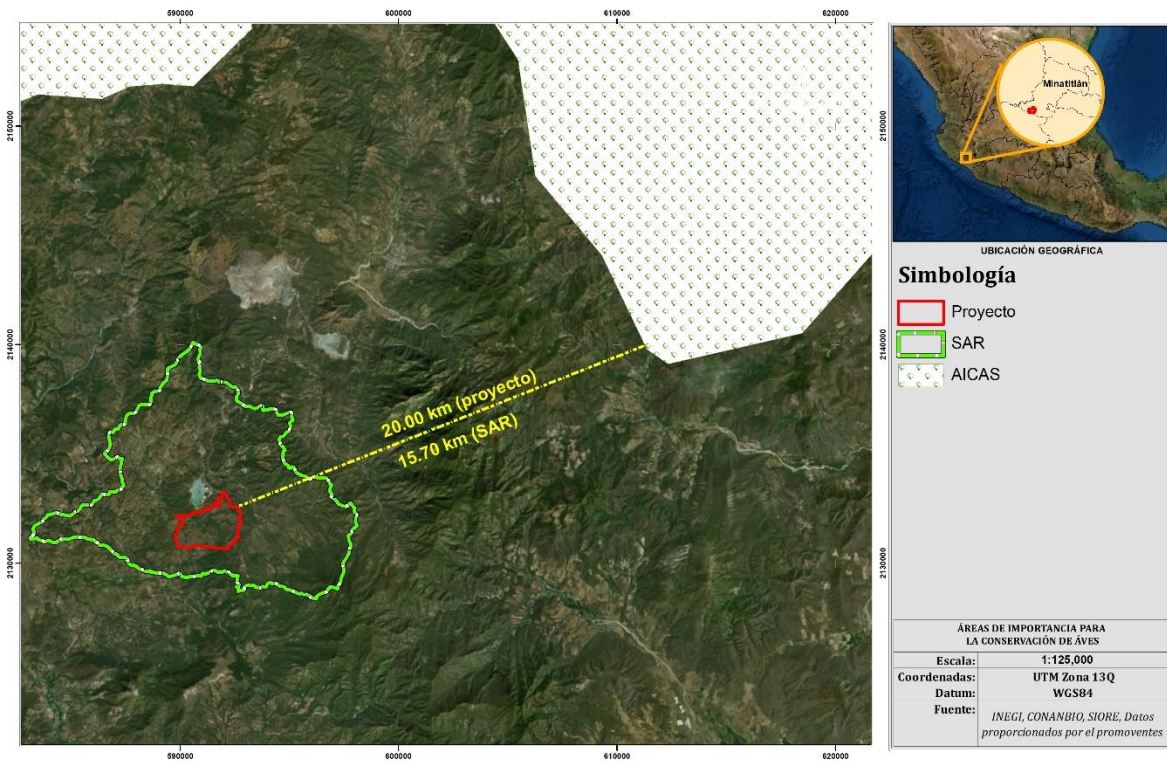 590000
600000
610000
620000
2150000
2150000
2140000
2140000
2130000
2130000
20.00 km (proyecto)
15.70 km (SAR)
590000
600000
610000
620000
Minatitlán
UBICACIÓN GEOGRÁFICA
Simbología
Proyecto
SAR
AICAS
ÁREAS DE IMPORTANCIA PARA
LA CONSERVACIÓN DE ÁVES
Escala: 1:125,000
Coordenadas: UTM Zona 13Q
Datum: WGS84
Fuente: INEGI, CONANBIO, SIORE, Datos
proporcionados por el promoventes